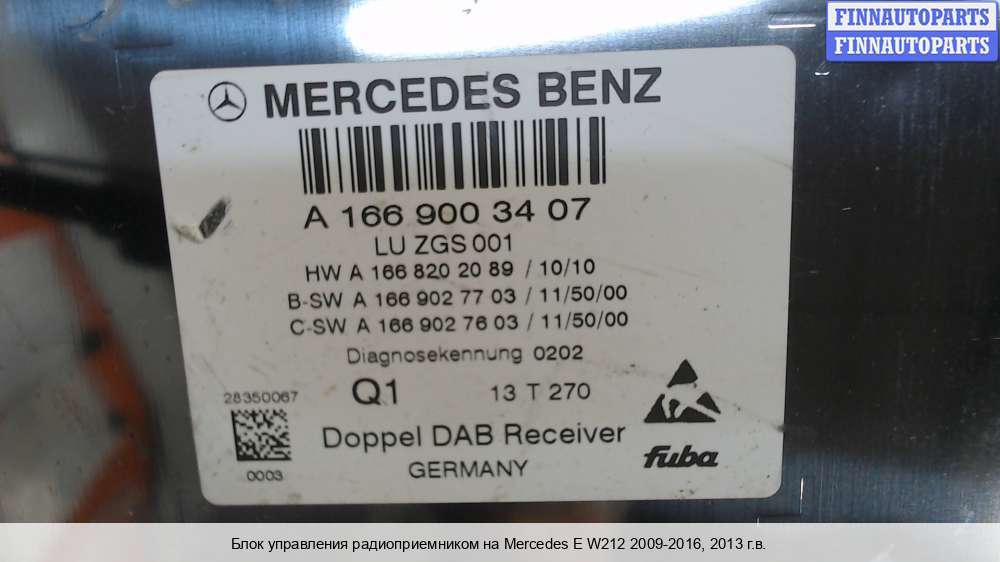 FINNAUTOPARTS
FINNAUTOPARTS
MERCEDES BENZ
A 166 900 34 07
LU ZGS 001
HW A 166 820 20 89 / 10/10
B-SW A 166 902 77 03 / 11/50/00
C-SW A 166 902 76 03 / 11/50/00
Diagnosekennung 0202
28350067
Q1 13 T 270
0003
Doppel DAB Receiver
GERMANY
fuba
Блок управления радиоприемником на Mercedes E W212 2009-2016, 2013 г.в.